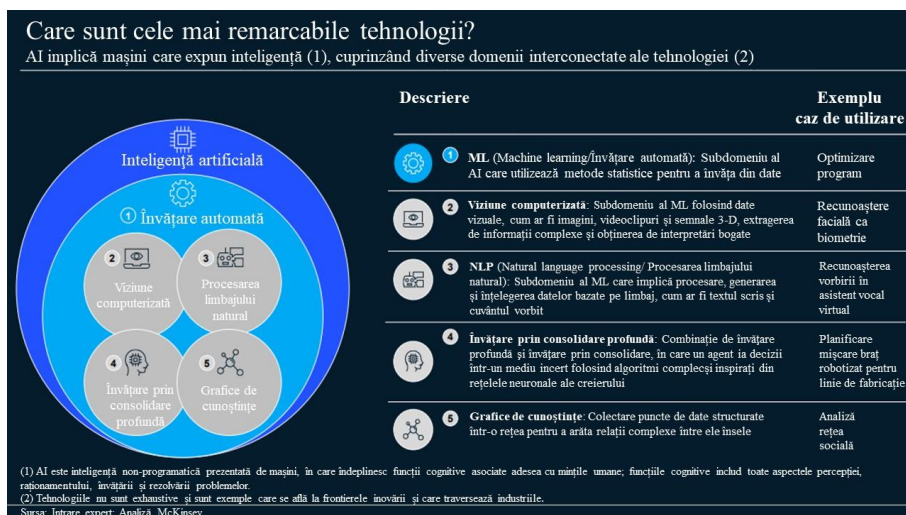 Care sunt cele mai remarcabile tehnologii?
AI implică mașini care expun inteligență (1), cuprinzând diverse domenii interconectate ale tehnologiei (2)
Inteligență artificială
1 Învățare automată
2
Viziune
computerizată
3
Procesarea
limbajului
natural
4
Învățare prin
consolidare
profundă
5
Grafice de
cunoștințe
Descriere
Exemplu
caz de utilizare
1 ML (Machine learning/Învățare automată): Subdomeniu al
AI care utilizează metode statistice pentru a învăța din date
Optimizare
program
2 Viziune computerizată: Subdomeniu al ML folosind date
vizuale, cum ar fi imagini, videoclipuri și semnale 3-D, extragerea
de informații complexe și obținerea de interpretări bogate
Recunoaștere
facială ca
biometrie
3 NLP (Natural language processing/ Procesarea limbajului
natural): Subdomeniu al ML care implică procesare, generarea
și înțelegerea datelor bazate pe limbaj, cum ar fi textul scris și
cuvântul vorbit
Recunoașterea
vorbirii în
asistent vocal
virtual
4 Învățare prin consolidare profundă: Combinație de învățare
profundă și învățare prin consolidare, în care un agent ia decizii
într-un mediu incert folosind algoritmi complecși inspirați din
rețelele neuronale ale creierului
Planificare
mișcare braț
robotizat pentru
linie de fabricație
5 Grafice de cunoștințe: Colectare puncte de date structurate
într-o rețea pentru a arăta relații complexe între ele însele
Analiză
rețea
socială
(1) AI este inteligență non-programatică prezentată de mașini, în care îndeplinesc funcții cognitive asociate adesea cu mințile umane; funcțiile cognitive includ toate aspectele percepției,
raționamentului, învățării și rezolvării problemelor.
(2) Tehnologiile nu sunt exhaustive și sunt exemple care se află la frontierele inovării și care traversează industriile.
Sursa: Intrare expert; Analiză McKinsey